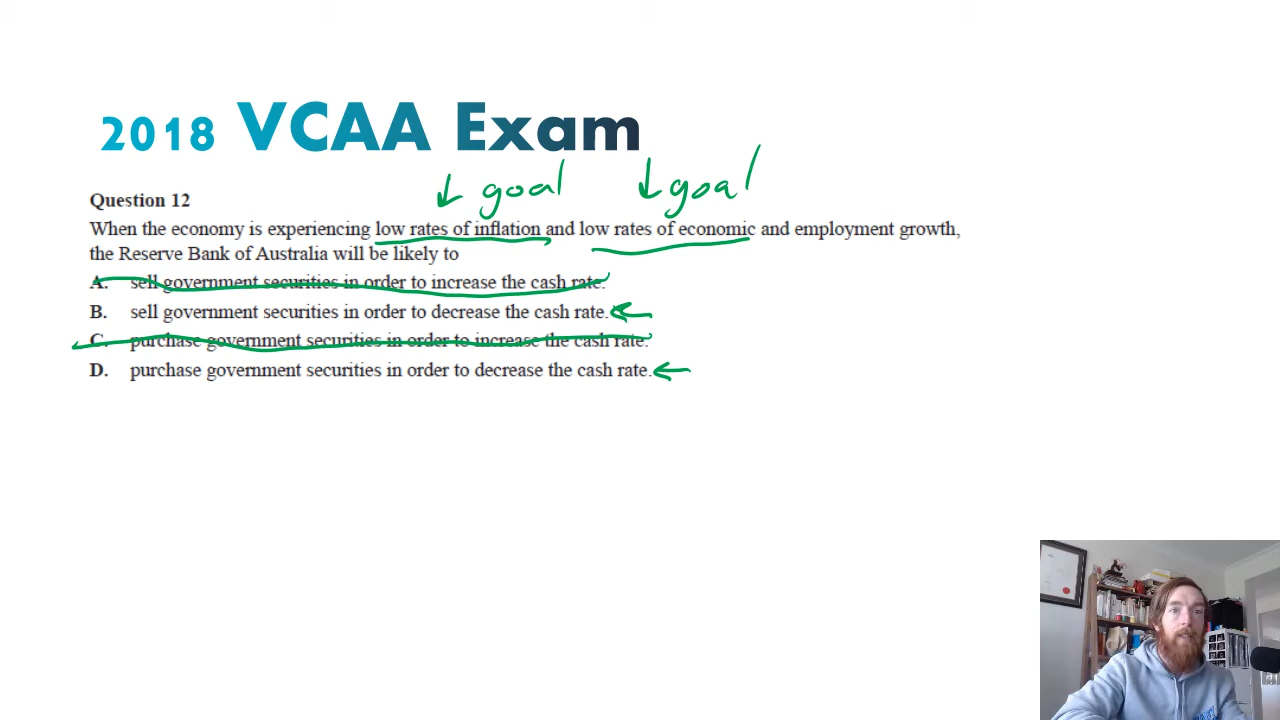 2018 VCAA Exam
↓ goal ↓ goal
Question 12
When the economy is experiencing low rates of inflation and low rates of economic and employment growth,
the Reserve Bank of Australia will be likely to
A. sell government securities in order to increase the cash rate.
B. sell government securities in order to decrease the cash rate.
C. purchase government securities in order to increase the cash rate.
D. purchase government securities in order to decrease the cash rate.